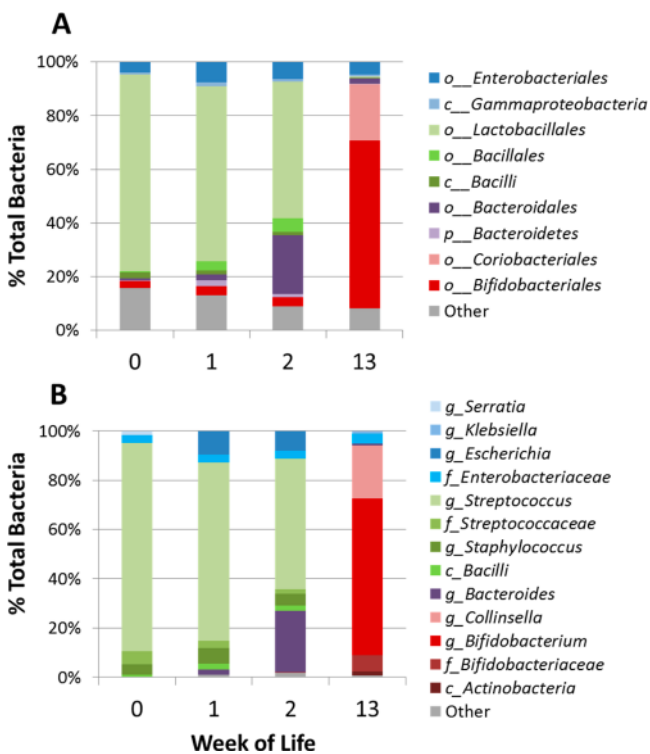 A
% Total Bacteria
100%
80%
60%
40%
20%
0%
0 1 2 13
o__Enterobacteriales
c__Gammaproteobacteria
o__Lactobacillales
o__Bacillales
c__Bacilli
o__Bacteroidales
p__Bacteroidetes
o__Coriobacteriales
o__Bifidobacteriales
Other
B
% Total Bacteria
100%
80%
60%
40%
20%
0%
0 1 2 13
Week of Life
g_Serratia
g_Klebsiella
g_Escherichia
f_Enterobacteriaceae
g_Streptococcus
f_Streptococcaceae
g_Staphylococcus
c_Bacilli
g_Bacteroides
g_Collinsella
g_Bifidobacterium
f_Bifidobacteriaceae
c_Actinobacteria
Other